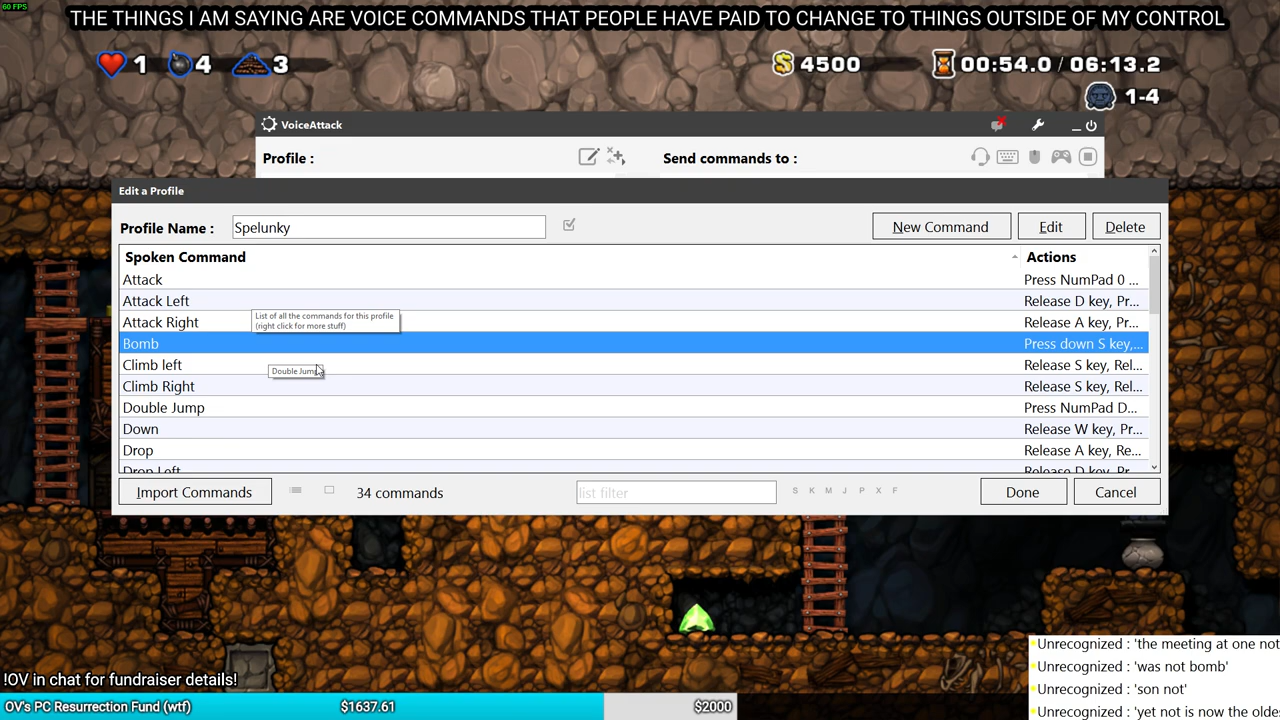 60 FPS
THE THINGS I AM SAYING ARE VOICE COMMANDS THAT PEOPLE HAVE PAID TO CHANGE TO THINGS OUTSIDE OF MY CONTROL
1 4 3 4500 00:54.0 / 06:13.2
1-4
VoiceAttack
Profile : Send commands to :
Edit a Profile
Profile Name : Spelunky New Command Edit Delete
Spoken Command Actions
Attack Press NumPad 0 ...
Attack Left Release D key, Pr...
List of all the commands for this profile
(right click for more stuff)
Attack Right Release A key, Pr...
Bomb Press down S key,...
Climb left Release S key, Rel...
Double Jump
Climb Right Release S key, Rel...
Double Jump Press NumPad D...
Down Release W key, Pr...
Drop Release A key, Re...
Drop Left Release D key, Pr...
Import Commands 34 commands list filter S K M J P X F Done Cancel
Unrecognized : 'the meeting at one not
Unrecognized : 'was not bomb'
Unrecognized : 'son not'
Unrecognized : 'yet not is now the olde
!OV in chat for fundraiser details!
OV's PC Resurrection Fund (wtf) $1637.61 $2000